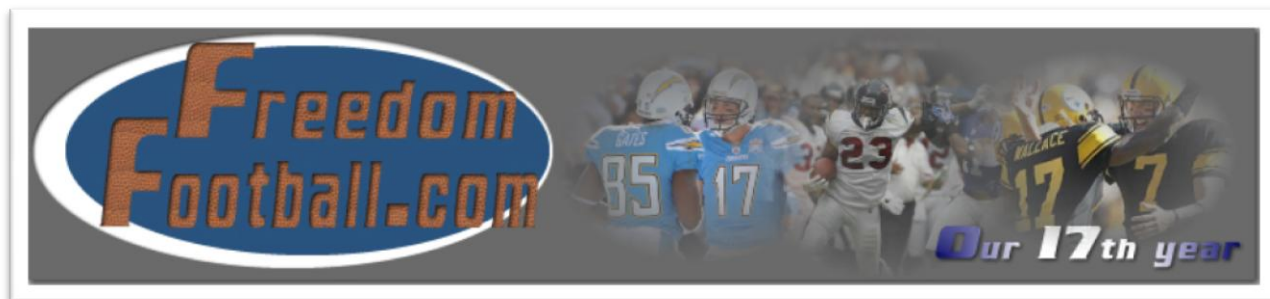 Freedom
Football.com
GATES
85
17
23
WALLACE
17
7
Our 17th year